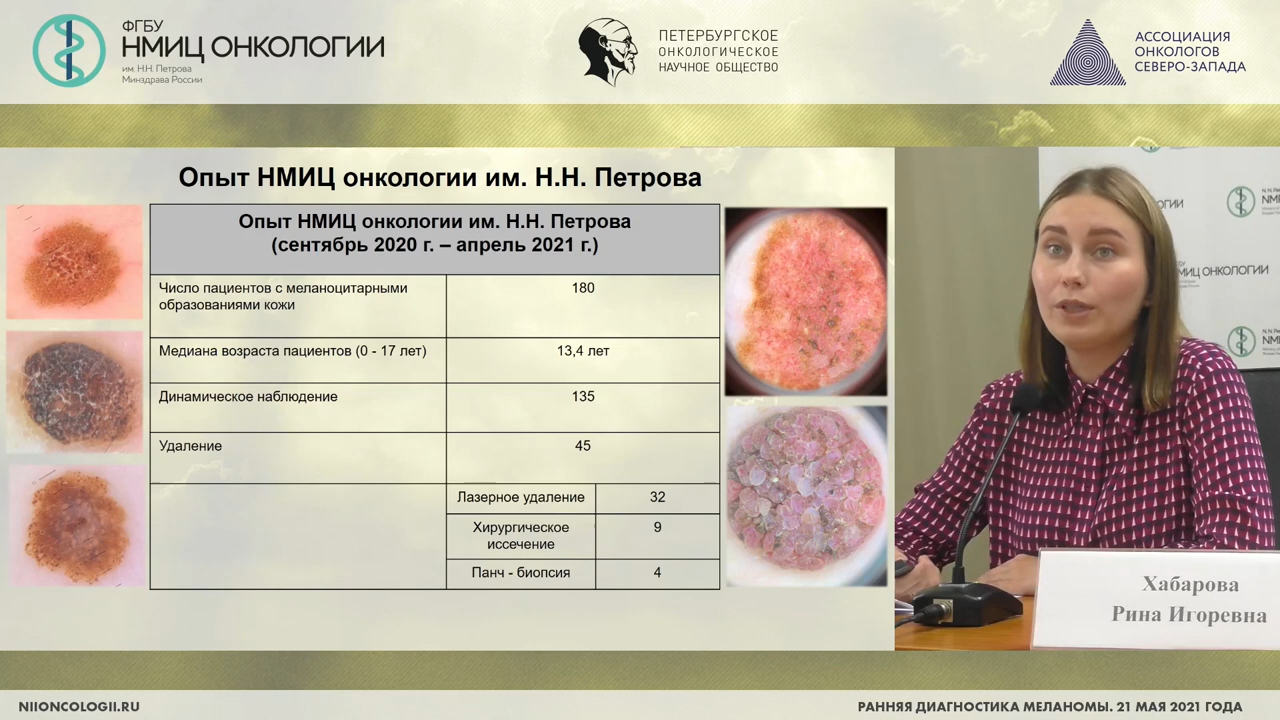 ФГБУ
НМИЦ ОНКОЛОГИИ
им. Н.Н. Петрова
Минздрава России
ПЕТЕРБУРГСКОЕ
ОНКОЛОГИЧЕСКОЕ
НАУЧНОЕ ОБЩЕСТВО
АССОЦИАЦИЯ
ОНКОЛОГОВ
СЕВЕРО-ЗАПАДА
Опыт НМИЦ онкологии им. Н.Н. Петрова
Опыт НМИЦ онкологии им. Н.Н. Петрова
(сентябрь 2020 г. – апрель 2021 г.)
Число пациентов с меланоцитарными
образованиями кожи
180
Медиана возраста пациентов (0 - 17 лет)
13,4 лет
Динамическое наблюдение
135
Удаление
45
Лазерное удаление
32
Хирургическое
иссечение
9
Панч - биопсия
4
ФГБУ
НМИЦ ОНКОЛОГИИ
Хабарова
Рина Игоревна
NIIONCOLOGII.RU
РАННЯЯ ДИАГНОСТИКА МЕЛАНОМЫ. 21 МАЯ 2021 ГОДА